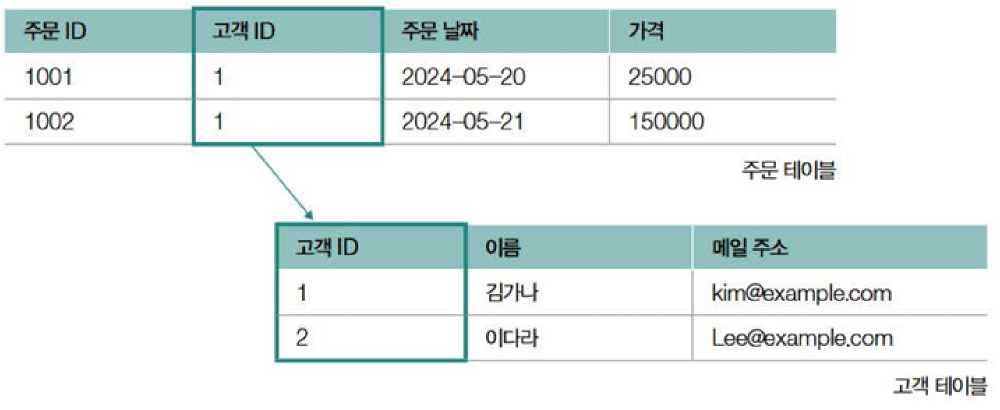 주문 ID 고객 ID 주문 날짜 가격
1001 1 2024-05-20 25000
1002 1 2024-05-21 150000
주문 테이블
고객 ID 이름 메일 주소
1 김가나 kim@example.com
2 이다라 Lee@example.com
고객 테이블